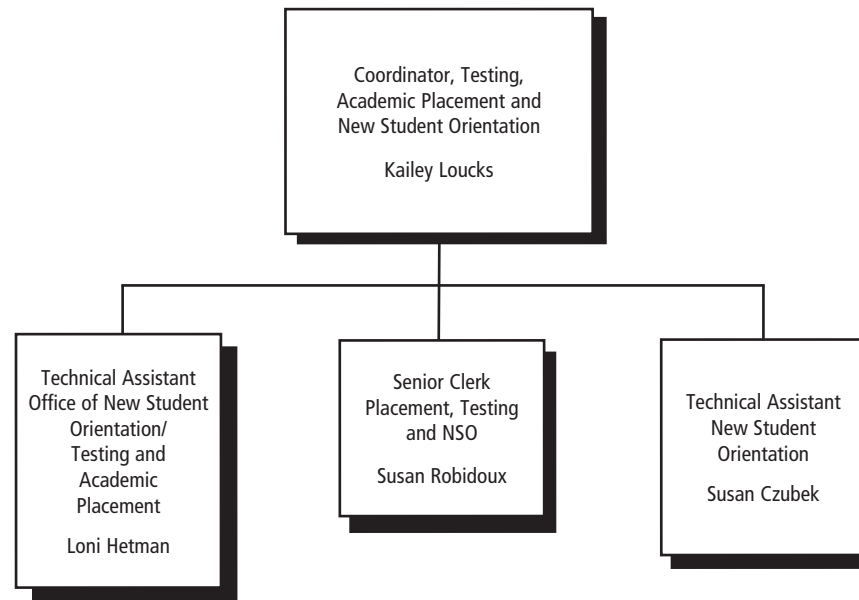 Coordinator, Testing,
Academic Placement and
New Student Orientation
Kailey Loucks
Technical Assistant
Office of New Student
Orientation/
Testing and
Academic
Placement
Loni Hetman
Senior Clerk
Placement, Testing
and NSO
Susan Robidoux
Technical Assistant
New Student
Orientation
Susan Czubek